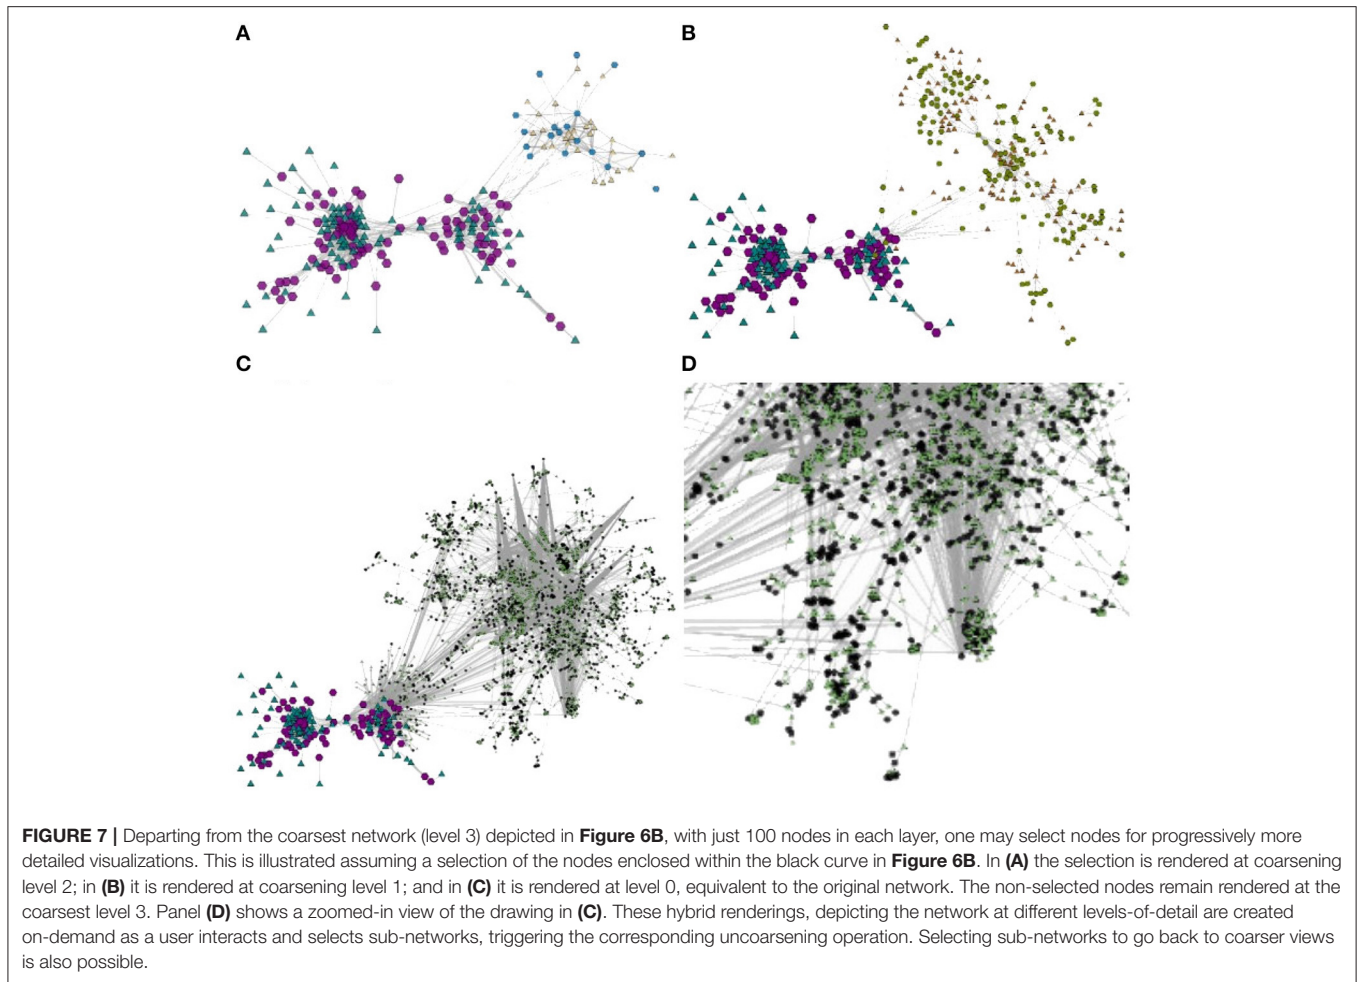 A
B
C
D
FIGURE 7 | Departing from the coarsest network (level 3) depicted in Figure 6B, with just 100 nodes in each layer, one may select nodes for progressively more
detailed visualizations. This is illustrated assuming a selection of the nodes enclosed within the black curve in Figure 6B. In (A) the selection is rendered at coarsening
level 2; in (B) it is rendered at coarsening level 1; and in (C) it is rendered at level 0, equivalent to the original network. The non-selected nodes remain rendered at the
coarsest level 3. Panel (D) shows a zoomed-in view of the drawing in (C). These hybrid renderings, depicting the network at different levels-of-detail are created
on-demand as a user interacts and selects sub-networks, triggering the corresponding uncoarsening operation. Selecting sub-networks to go back to coarser views
is also possible.